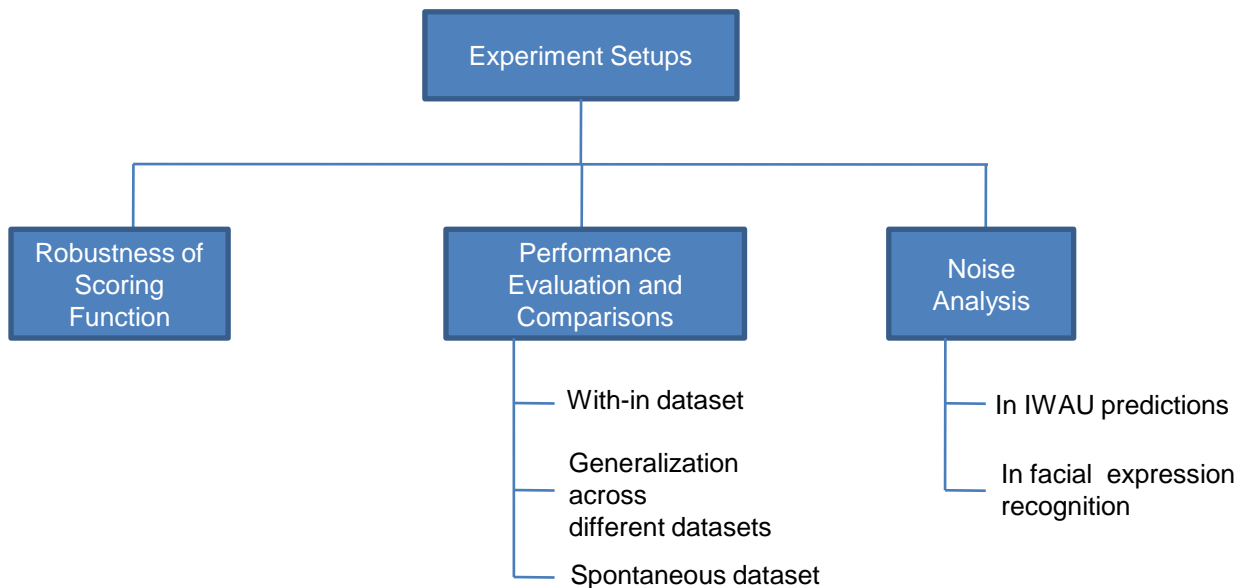 Experiment Setups
Robustness of
Scoring
Function
Performance
Evaluation and
Comparisons
Noise
Analysis
With-in dataset
Generalization
across
different datasets
Spontaneous dataset
In IWAU predictions
In facial  expression
recognition